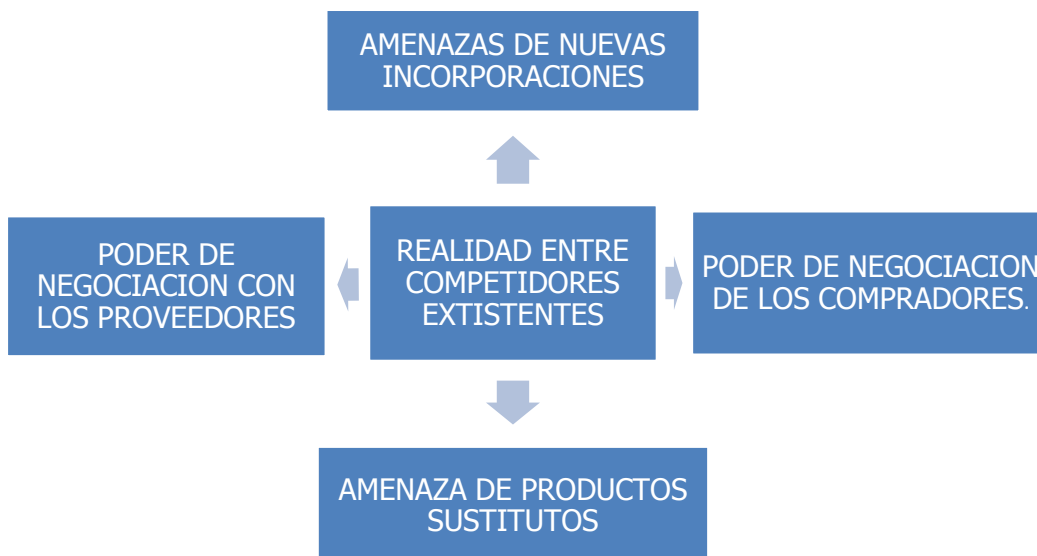 AMENAZAS DE NUEVAS
INCORPORACIONES
PODER DE
NEGOCIACION CON
LOS PROVEEDORES
REALIDAD ENTRE
COMPETIDORES
EXTISTENTES
PODER DE NEGOCIACION
DE LOS COMPRADORES.
AMENAZA DE PRODUCTOS
SUSTITUTOS